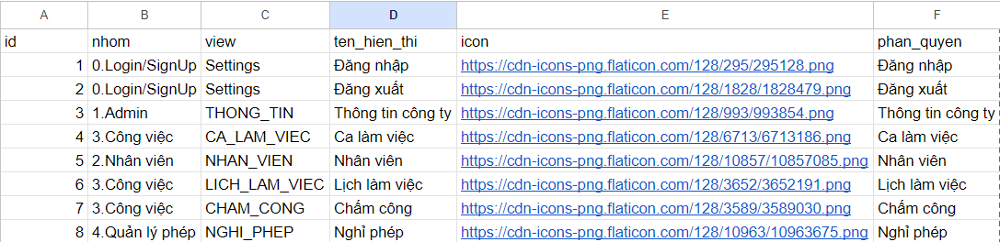 A B C D E F
id nhom view ten_hien_thi icon phan_quyen
1 0.Login/SignUp Settings Đăng nhập https://cdn-icons-png.flaticon.com/128/295/295128.png Đăng nhập
2 0.Login/SignUp Settings Đăng xuất https://cdn-icons-png.flaticon.com/128/1828/1828479.png Đăng xuất
3 1.Admin THONG_TIN Thông tin công ty https://cdn-icons-png.flaticon.com/128/993/993854.png Thông tin công ty
4 3.Công việc CA_LAM_VIEC Ca làm việc https://cdn-icons-png.flaticon.com/128/6713/6713186.png Ca làm việc
5 2.Nhân viên NHAN_VIEN Nhân viên https://cdn-icons-png.flaticon.com/128/10857/10857085.png Nhân viên
6 3.Công việc LICH_LAM_VIEC Lịch làm việc https://cdn-icons-png.flaticon.com/128/3652/3652191.png Lịch làm việc
7 3.Công việc CHAM_CONG Chấm công https://cdn-icons-png.flaticon.com/128/3589/3589030.png Chấm công
8 4.Quản lý phép NGHI_PHEP Nghỉ phép https://cdn-icons-png.flaticon.com/128/10963/10963675.png Nghỉ phép